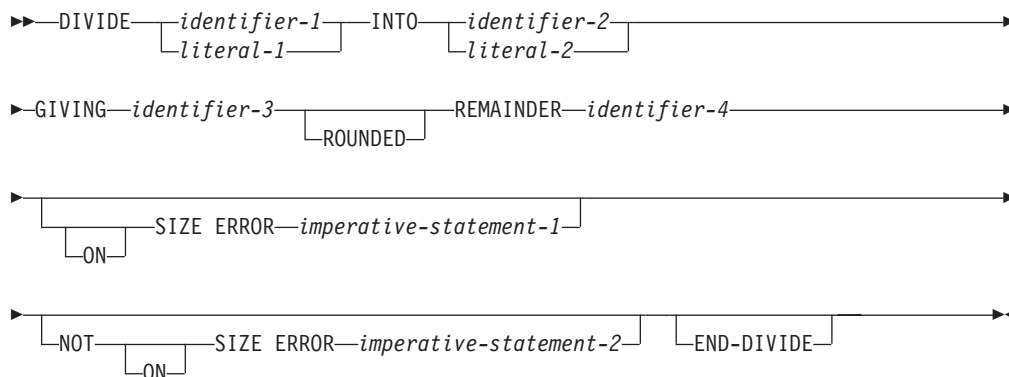 DIVIDE identifier-1 INTO identifier-2
literal-1 literal-2
GIVING identifier-3 REMAINDER identifier-4
ROUNDED
SIZE ERROR imperative-statement-1
ON
NOT SIZE ERROR imperative-statement-2 END-DIVIDE
ON